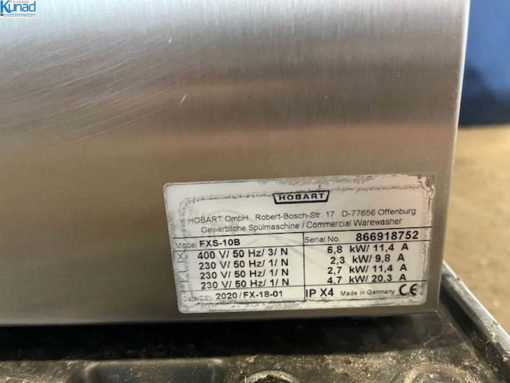 Kunad
HOBART
HOBART GmbH Robert-Bosch-Str. 17 D-77656 Offenburg
Gewerbliche Spülmaschine / Commercial Warewasher
Model FXS-10B Serial No. 866918752
X 400 V/ 50 Hz/ 3/ N 6,8 kW/ 11,4 A
230 V/ 50 Hz/ 1/ N 2,3 kW/ 9,8 A
230 V/ 50 Hz/ 1/ N 2,7 kW/ 11,4 A
230 V/ 50 Hz/ 1/ N 4,7 kW/ 20,3 A
2020/FX-18-01 IP X4 Made in Germany CE